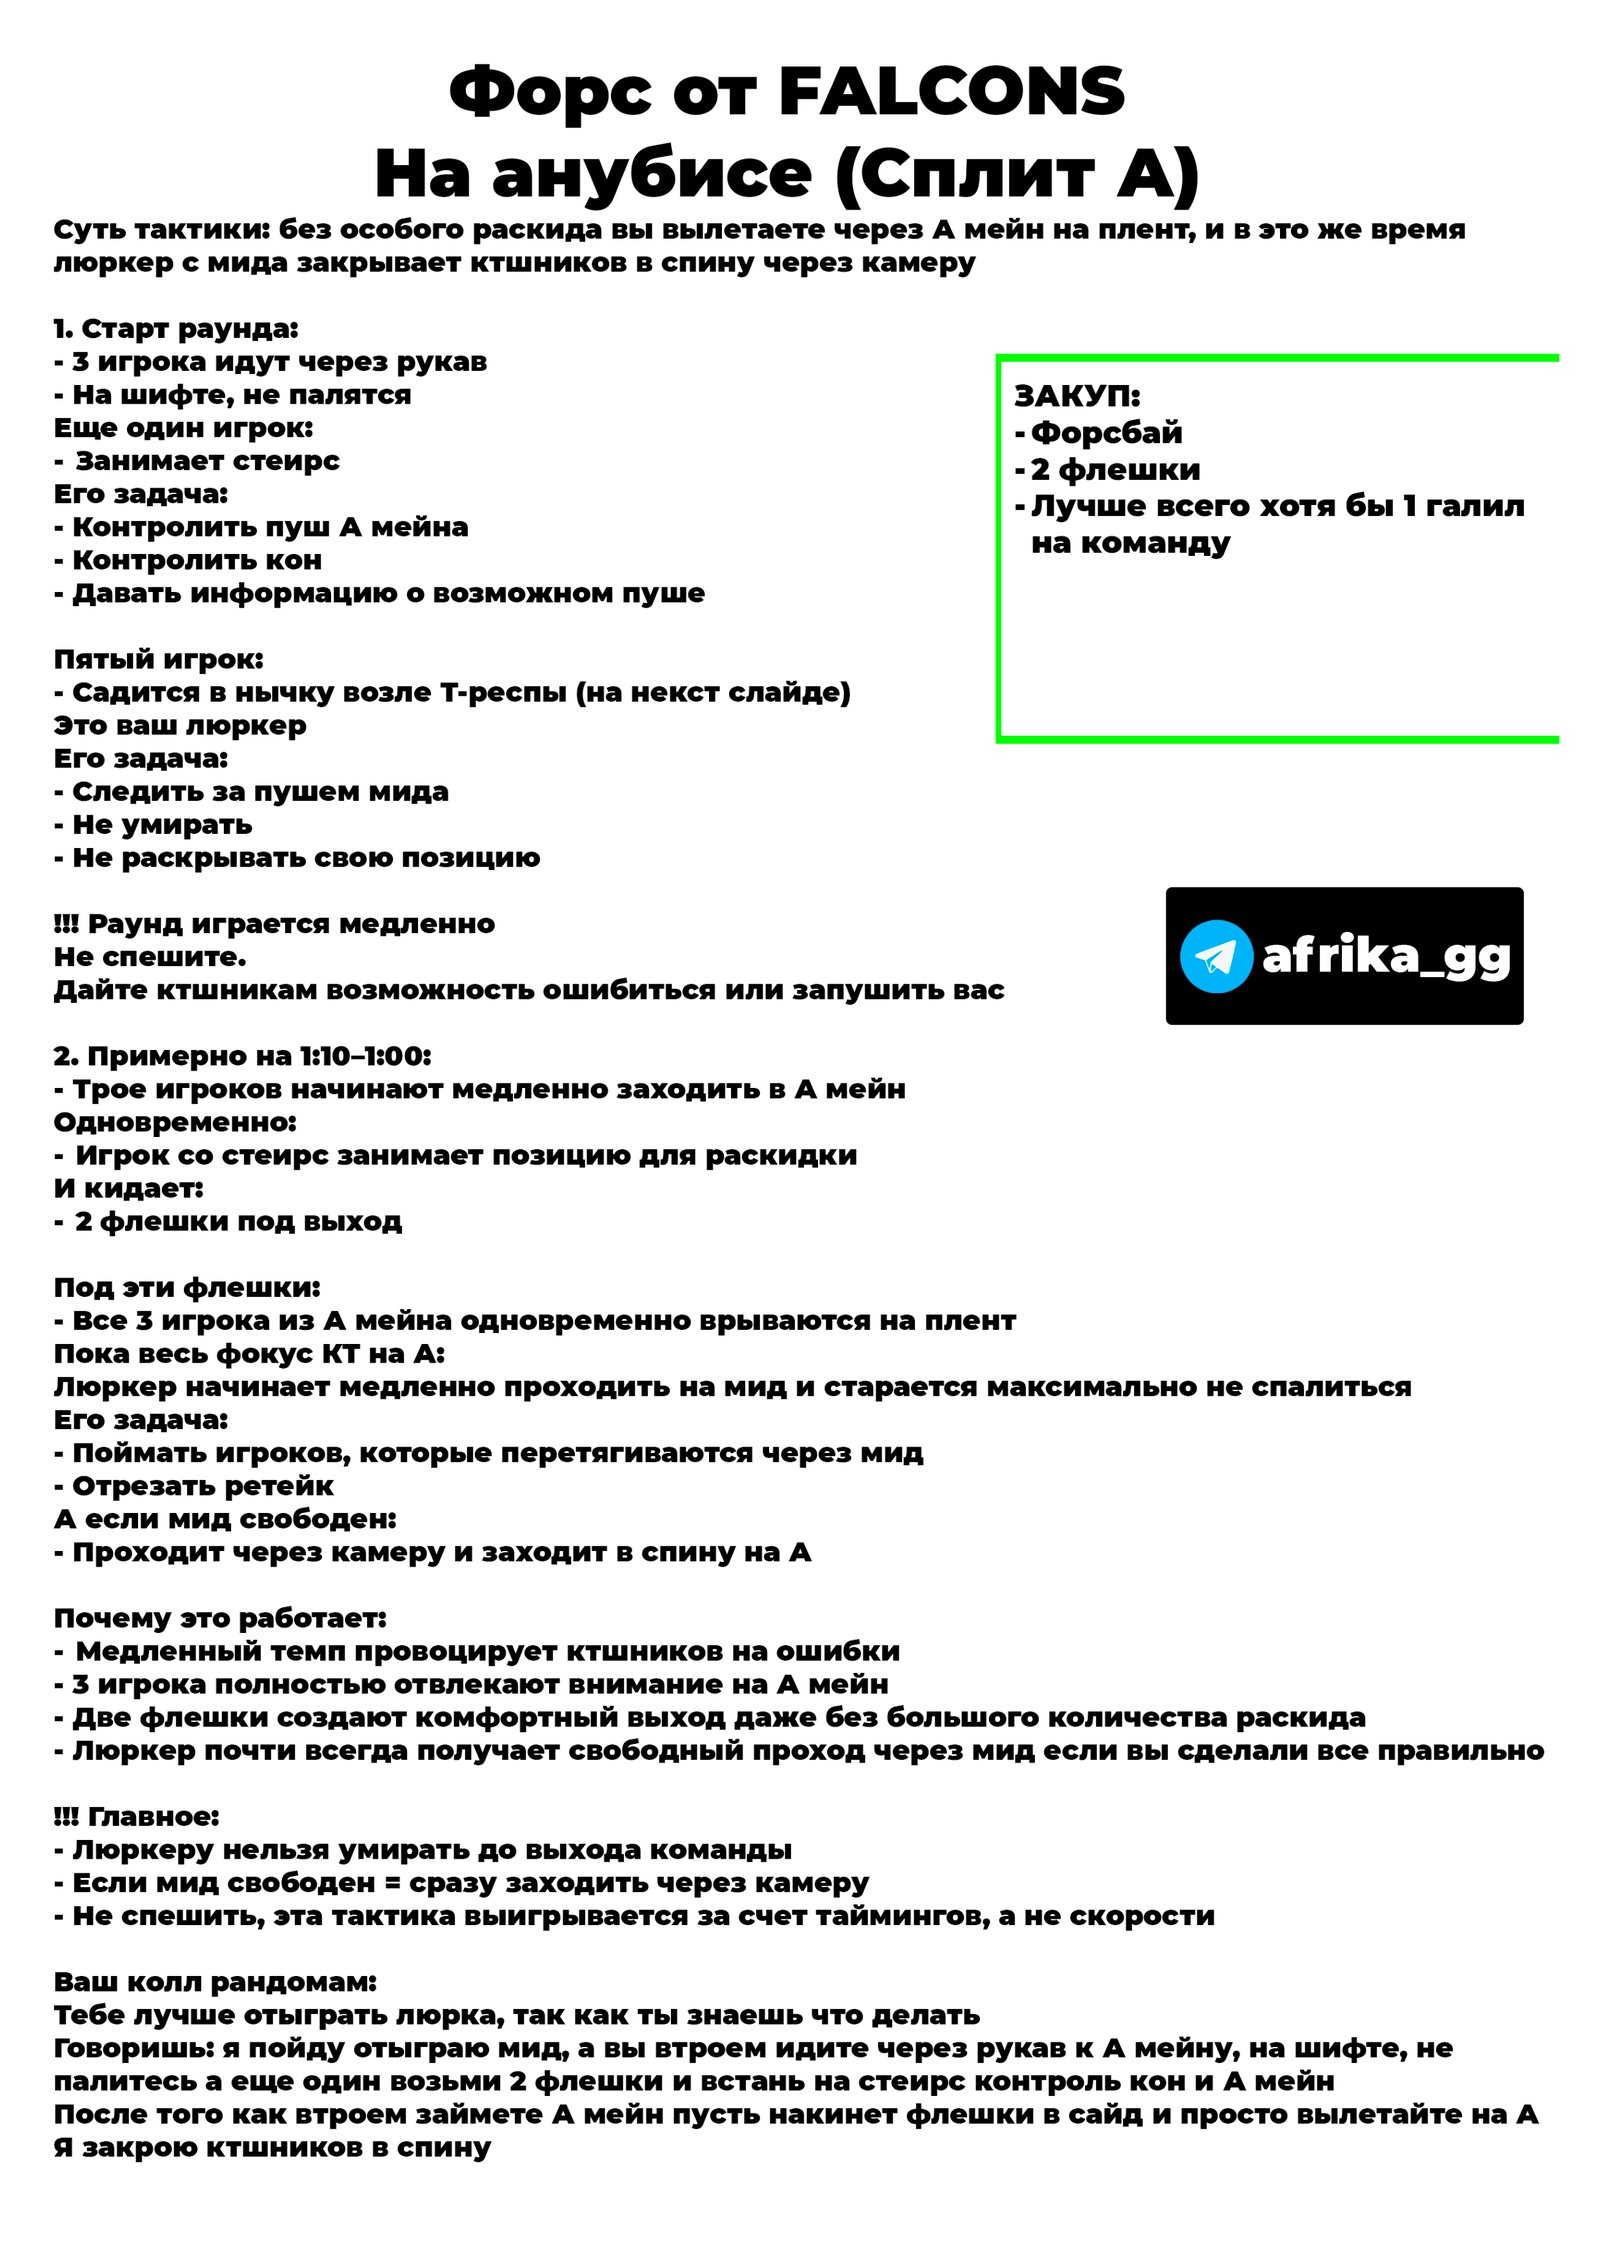 Форс от FALCONS
На анубисе (Сплит А)
Суть тактики: без особого раскида вы вылетаете через А мейн на плент, и в это же время
люркер с мида закрывает ктшников в спину через камеру
1. Старт раунда:
- 3 игрока идут через рукав
- На шифте, не палятся
Еще один игрок:
- Занимает стеирс
Его задача:
- Контролить пуш А мейна
- Контролить кон
- Давать информацию о возможном пуше
ЗАКУП:
- Форсбай
- 2 флешки
- Лучше всего хотя бы 1 галил
на команду
Пятый игрок:
- Садится в нычку возле Т-респы (на некст слайде)
Это ваш люркер
Его задача:
- Следить за пушем мида
- Не умирать
- Не раскрывать свою позицию
!!! Раунд играется медленно
Не спешите.
Дайте ктшникам возможность ошибиться или запушить вас
afrika_gg
2. Примерно на 1:10–1:00:
- Трое игроков начинают медленно заходить в А мейн
Одновременно:
- Игрок со стеирс занимает позицию для раскидки
И кидает:
- 2 флешки под выход
Под эти флешки:
- Все 3 игрока из А мейна одновременно врываются на плент
Пока весь фокус КТ на А:
Люркер начинает медленно проходить на мид и старается максимально не спалиться
Его задача:
- Поймать игроков, которые перетягиваются через мид
- Отрезать ретейк
А если мид свободен:
- Проходит через камеру и заходит в спину на А
Почему это работает:
- Медленный темп провоцирует ктшников на ошибки
- 3 игрока полностью отвлекают внимание на А мейн
- Две флешки создают комфортный выход даже без большого количества раскида
- Люркер почти всегда получает свободный проход через мид если вы сделали все правильно
!!! Главное:
- Люркеру нельзя умирать до выхода команды
- Если мид свободен = сразу заходить через камеру
- Не спешить, эта тактика выигрывается за счет таймингов, а не скорости
Ваш колл рандомам:
Тебе лучше отыграть люрка, так как ты знаешь что делать
Говоришь: я пойду отыграю мид, а вы втроем идите через рукав к А мейну, на шифте, не
палитесь а еще один возьми 2 флешки и встань на стеирс контроль кон и А мейн
После того как втроем займете А мейн пусть накинет флешки в сайд и просто вылетайте на А
Я закрою ктшников в спину